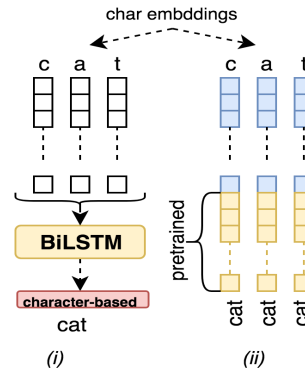 char embddings
c a t c a t
BiLSTM
pretrained
character-based
cat
cat cat cat
(i) (ii)